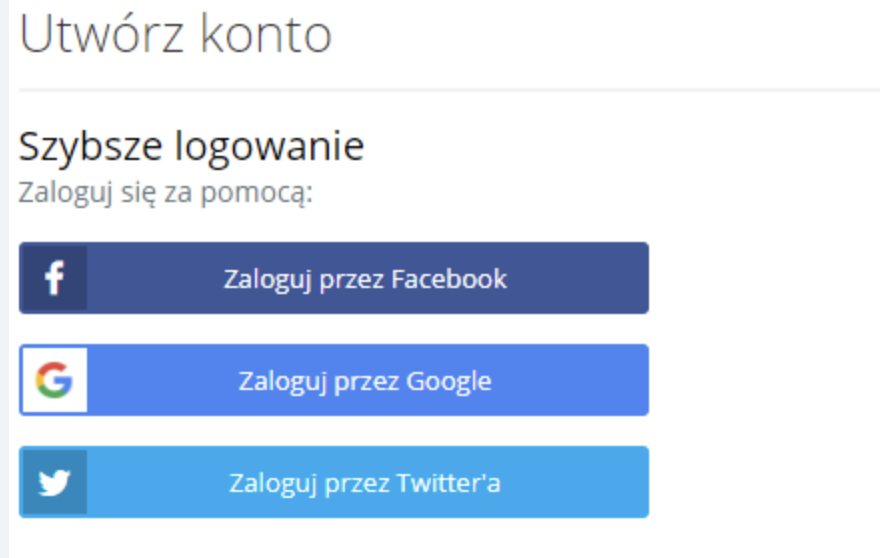 Utwórz konto
Szybsze logowanie
Zaloguj się za pomocą:
Zaloguj przez Facebook
Zaloguj przez Google
Zaloguj przez Twitter'a